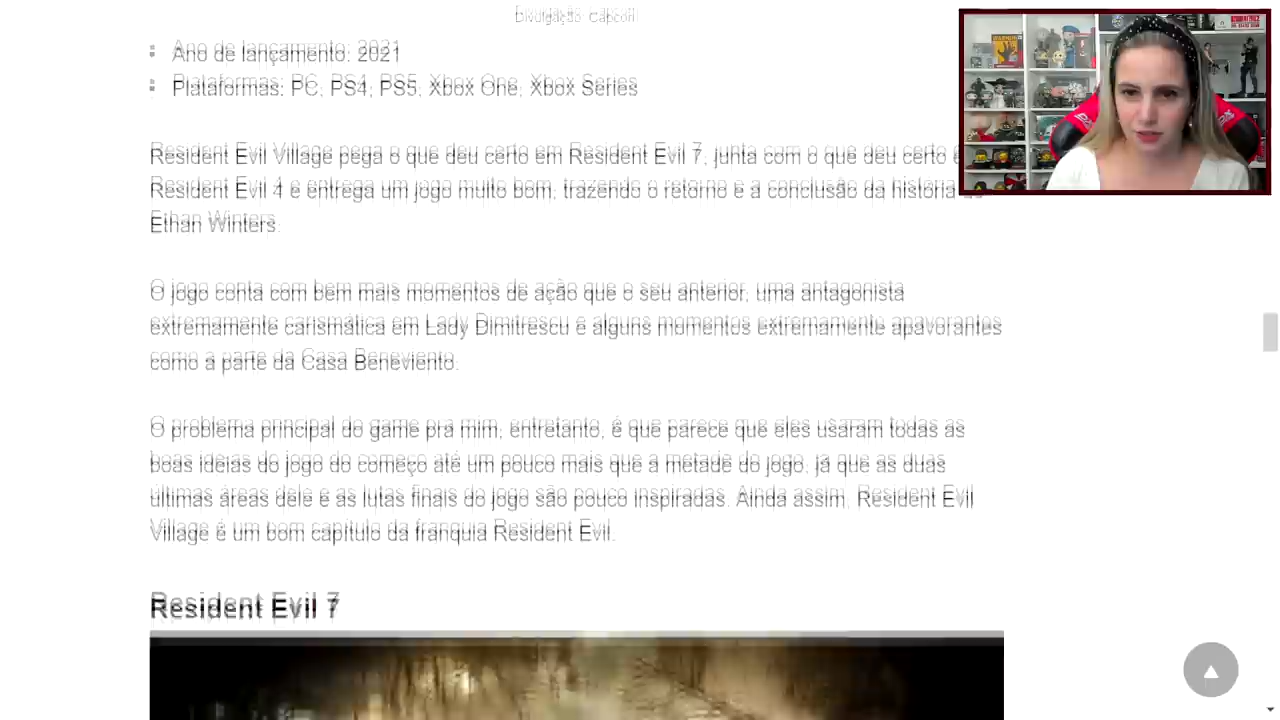 Divulgação: Capcom
Ano de lançamento: 2021
Plataformas: PC, PS4, PS5, Xbox One, Xbox Series
Resident Evil Village pega o que deu certo em Resident Evil 7, junta com o que deu certo
Resident Evil 4 e entrega um jogo muito bom, trazendo o retorno e a conclusão da história
Ethan Winters.
O jogo conta com bem mais momentos de ação que o seu anterior, uma antagonista
extremamente carismática em Lady Dimitrescu e alguns momentos extremamente apavorantes
como a parte da Casa Beneviento.
O problema principal do game pra mim, entretanto, é que parece que eles usaram todas as
boas ideias do jogo do começo até um pouco mais que a metade do jogo, já que as duas
últimas áreas dele e as lutas finais do jogo são pouco inspiradas. Ainda assim, Resident Evil
Village é um bom capítulo da franquia Resident Evil.
Resident Evil 7